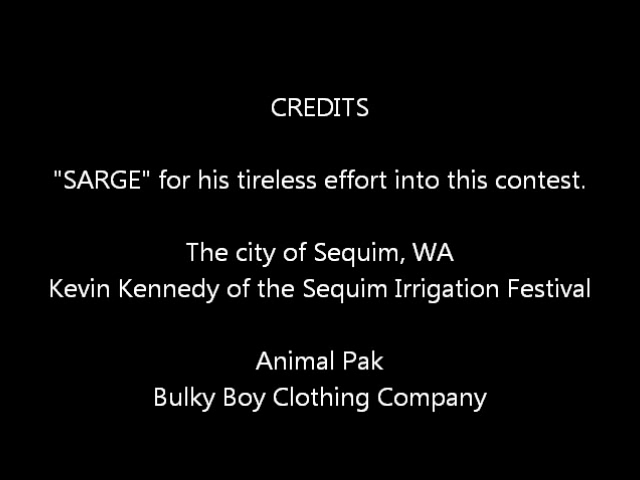 CREDITS
"SARGE" for his tireless effort into this contest.
The city of Sequim, WA
Kevin Kennedy of the Sequim Irrigation Festival
Animal Pak
Bulky Boy Clothing Company